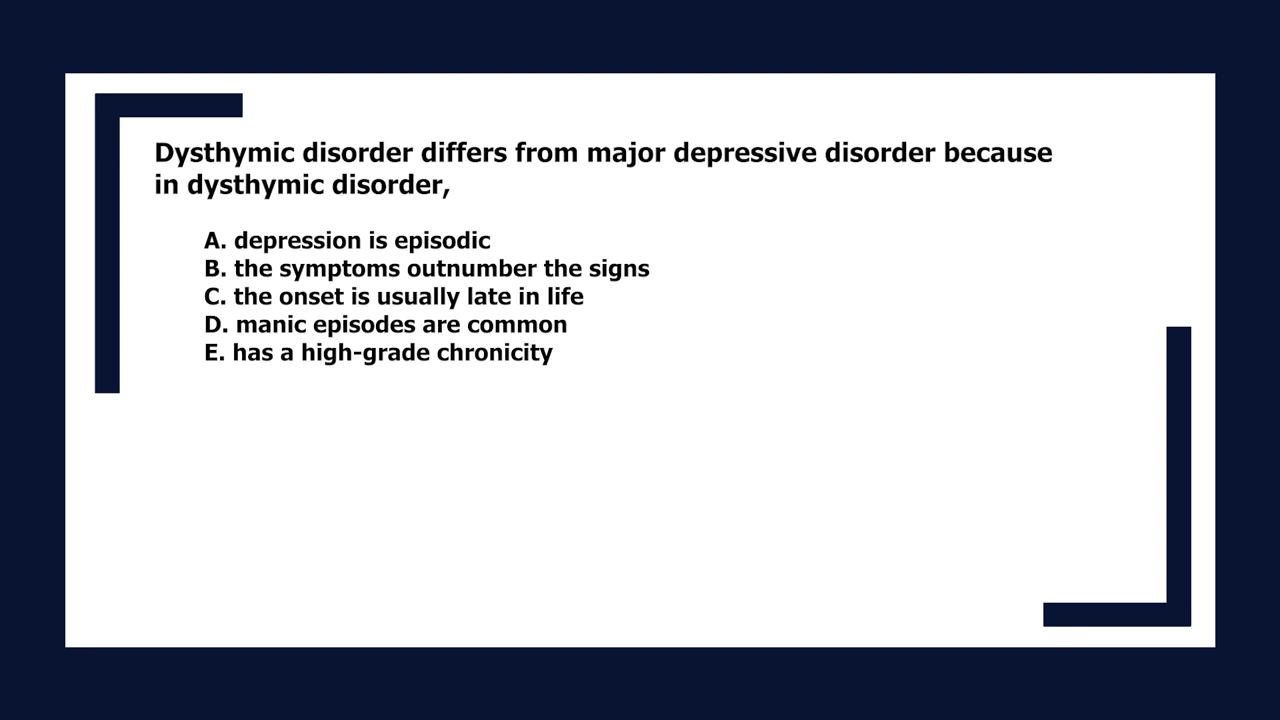 Dysthymic disorder differs from major depressive disorder because
in dysthymic disorder,
A. depression is episodic
B. the symptoms outnumber the signs
C. the onset is usually late in life
D. manic episodes are common
E. has a high-grade chronicity